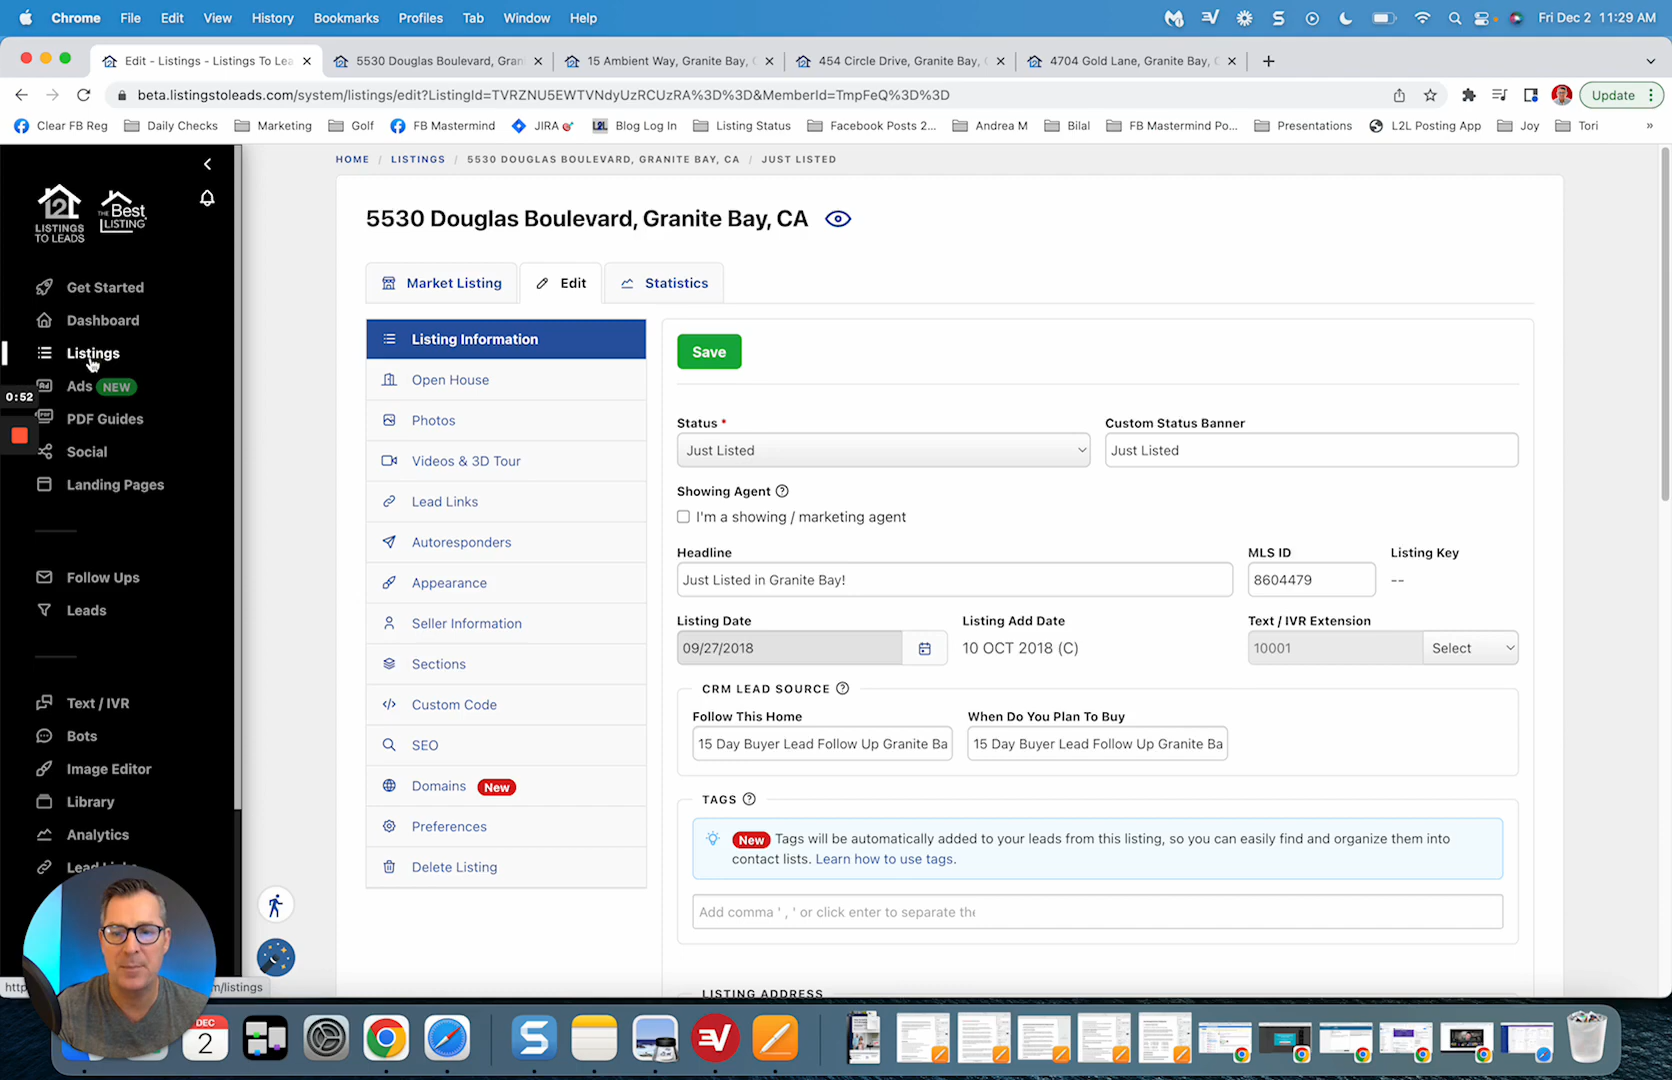 Chrome File Edit View History Bookmarks Profiles Tab Window Help Fri Dec 2 11:29 AM
Edit - Listings - Listings To Lea
5530 Douglas Boulevard, Gran
15 Ambient Way, Granite Bay, C
454 Circle Drive, Granite Bay, C
4704 Gold Lane, Granite Bay, C
beta.listingstoleads.com/system/listings/edit?ListingId=TVRZNU5EWTVNdyUzRCUzRA%3D%3D&MemberId=TmpFeQ%3D%3D
Update
Clear FB Reg Daily Checks Marketing Golf FB Mastermind JIRA Blog Log In Listing Status Facebook Posts 2... Andrea M Bilal FB Mastermind Po... Presentations L2L Posting App Joy Tori »
L2L
LISTINGS
TO LEADS
THE Best
LISTING
Get Started
Dashboard
Listings
Ads NEW
0:52
PDF Guides
Social
Landing Pages
Follow Ups
Leads
Text / IVR
Bots
Image Editor
Library
Analytics
HOME / LISTINGS / 5530 DOUGLAS BOULEVARD, GRANITE BAY, CA / JUST LISTED
5530 Douglas Boulevard, Granite Bay, CA
Market Listing
Edit
Statistics
Listing Information
Open House
Photos
Videos & 3D Tour
Lead Links
Autoresponders
Appearance
Seller Information
Sections
Custom Code
SEO
Domains New
Preferences
Delete Listing
Save
Status *
Just Listed
Custom Status Banner
Just Listed
Showing Agent
I'm a showing / marketing agent
Headline
Just Listed in Granite Bay!
MLS ID
8604479
Listing Key
--
Listing Date
09/27/2018
Listing Add Date
10 OCT 2018 (C)
Text / IVR Extension
10001 Select
CRM LEAD SOURCE
Follow This Home
15 Day Buyer Lead Follow Up Granite Ba
When Do You Plan To Buy
15 Day Buyer Lead Follow Up Granite Ba
TAGS
New Tags will be automatically added to your leads from this listing, so you can easily find and organize them into
contact lists. Learn how to use tags.
Add comma ' , ' or click enter to separate the
LISTING ADDRESS
m/listings
DEC
2